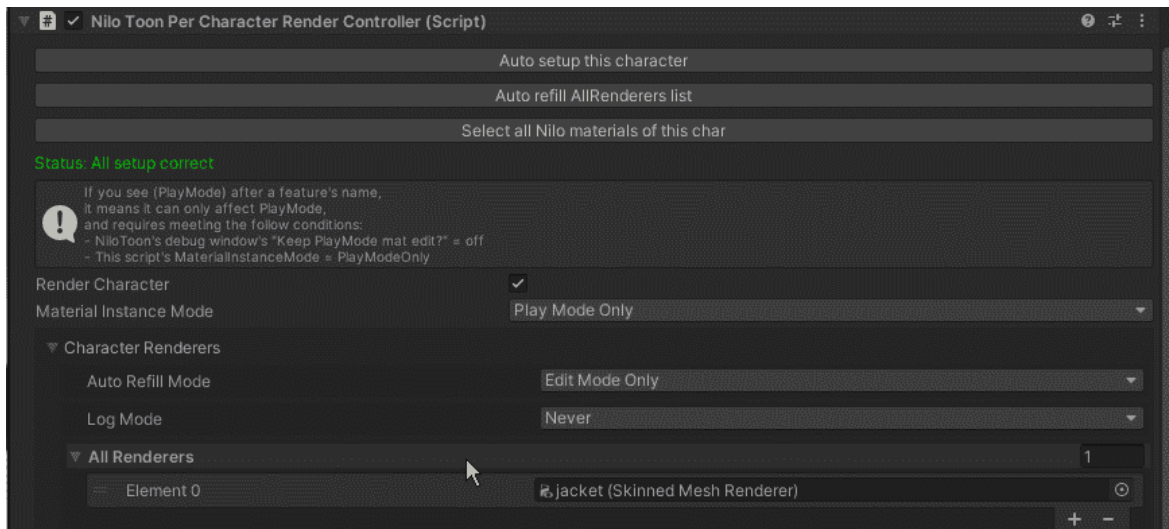 Nilo Toon Per Character Render Controller (Script)
Auto setup this character
Auto refill AllRenderers list
Select all Nilo materials of this char
Status: All setup correct
If you see (PlayMode) after a feature's name,
it means it can only affect PlayMode,
and requires meeting the follow conditions:
- NiloToon's debug window's "Keep PlayMode mat edit?" = off
- This script's MaterialInstanceMode = PlayModeOnly
Render Character
Material Instance Mode Play Mode Only
Character Renderers
Auto Refill Mode Edit Mode Only
Log Mode Never
All Renderers 1
Element 0 jacket (Skinned Mesh Renderer)